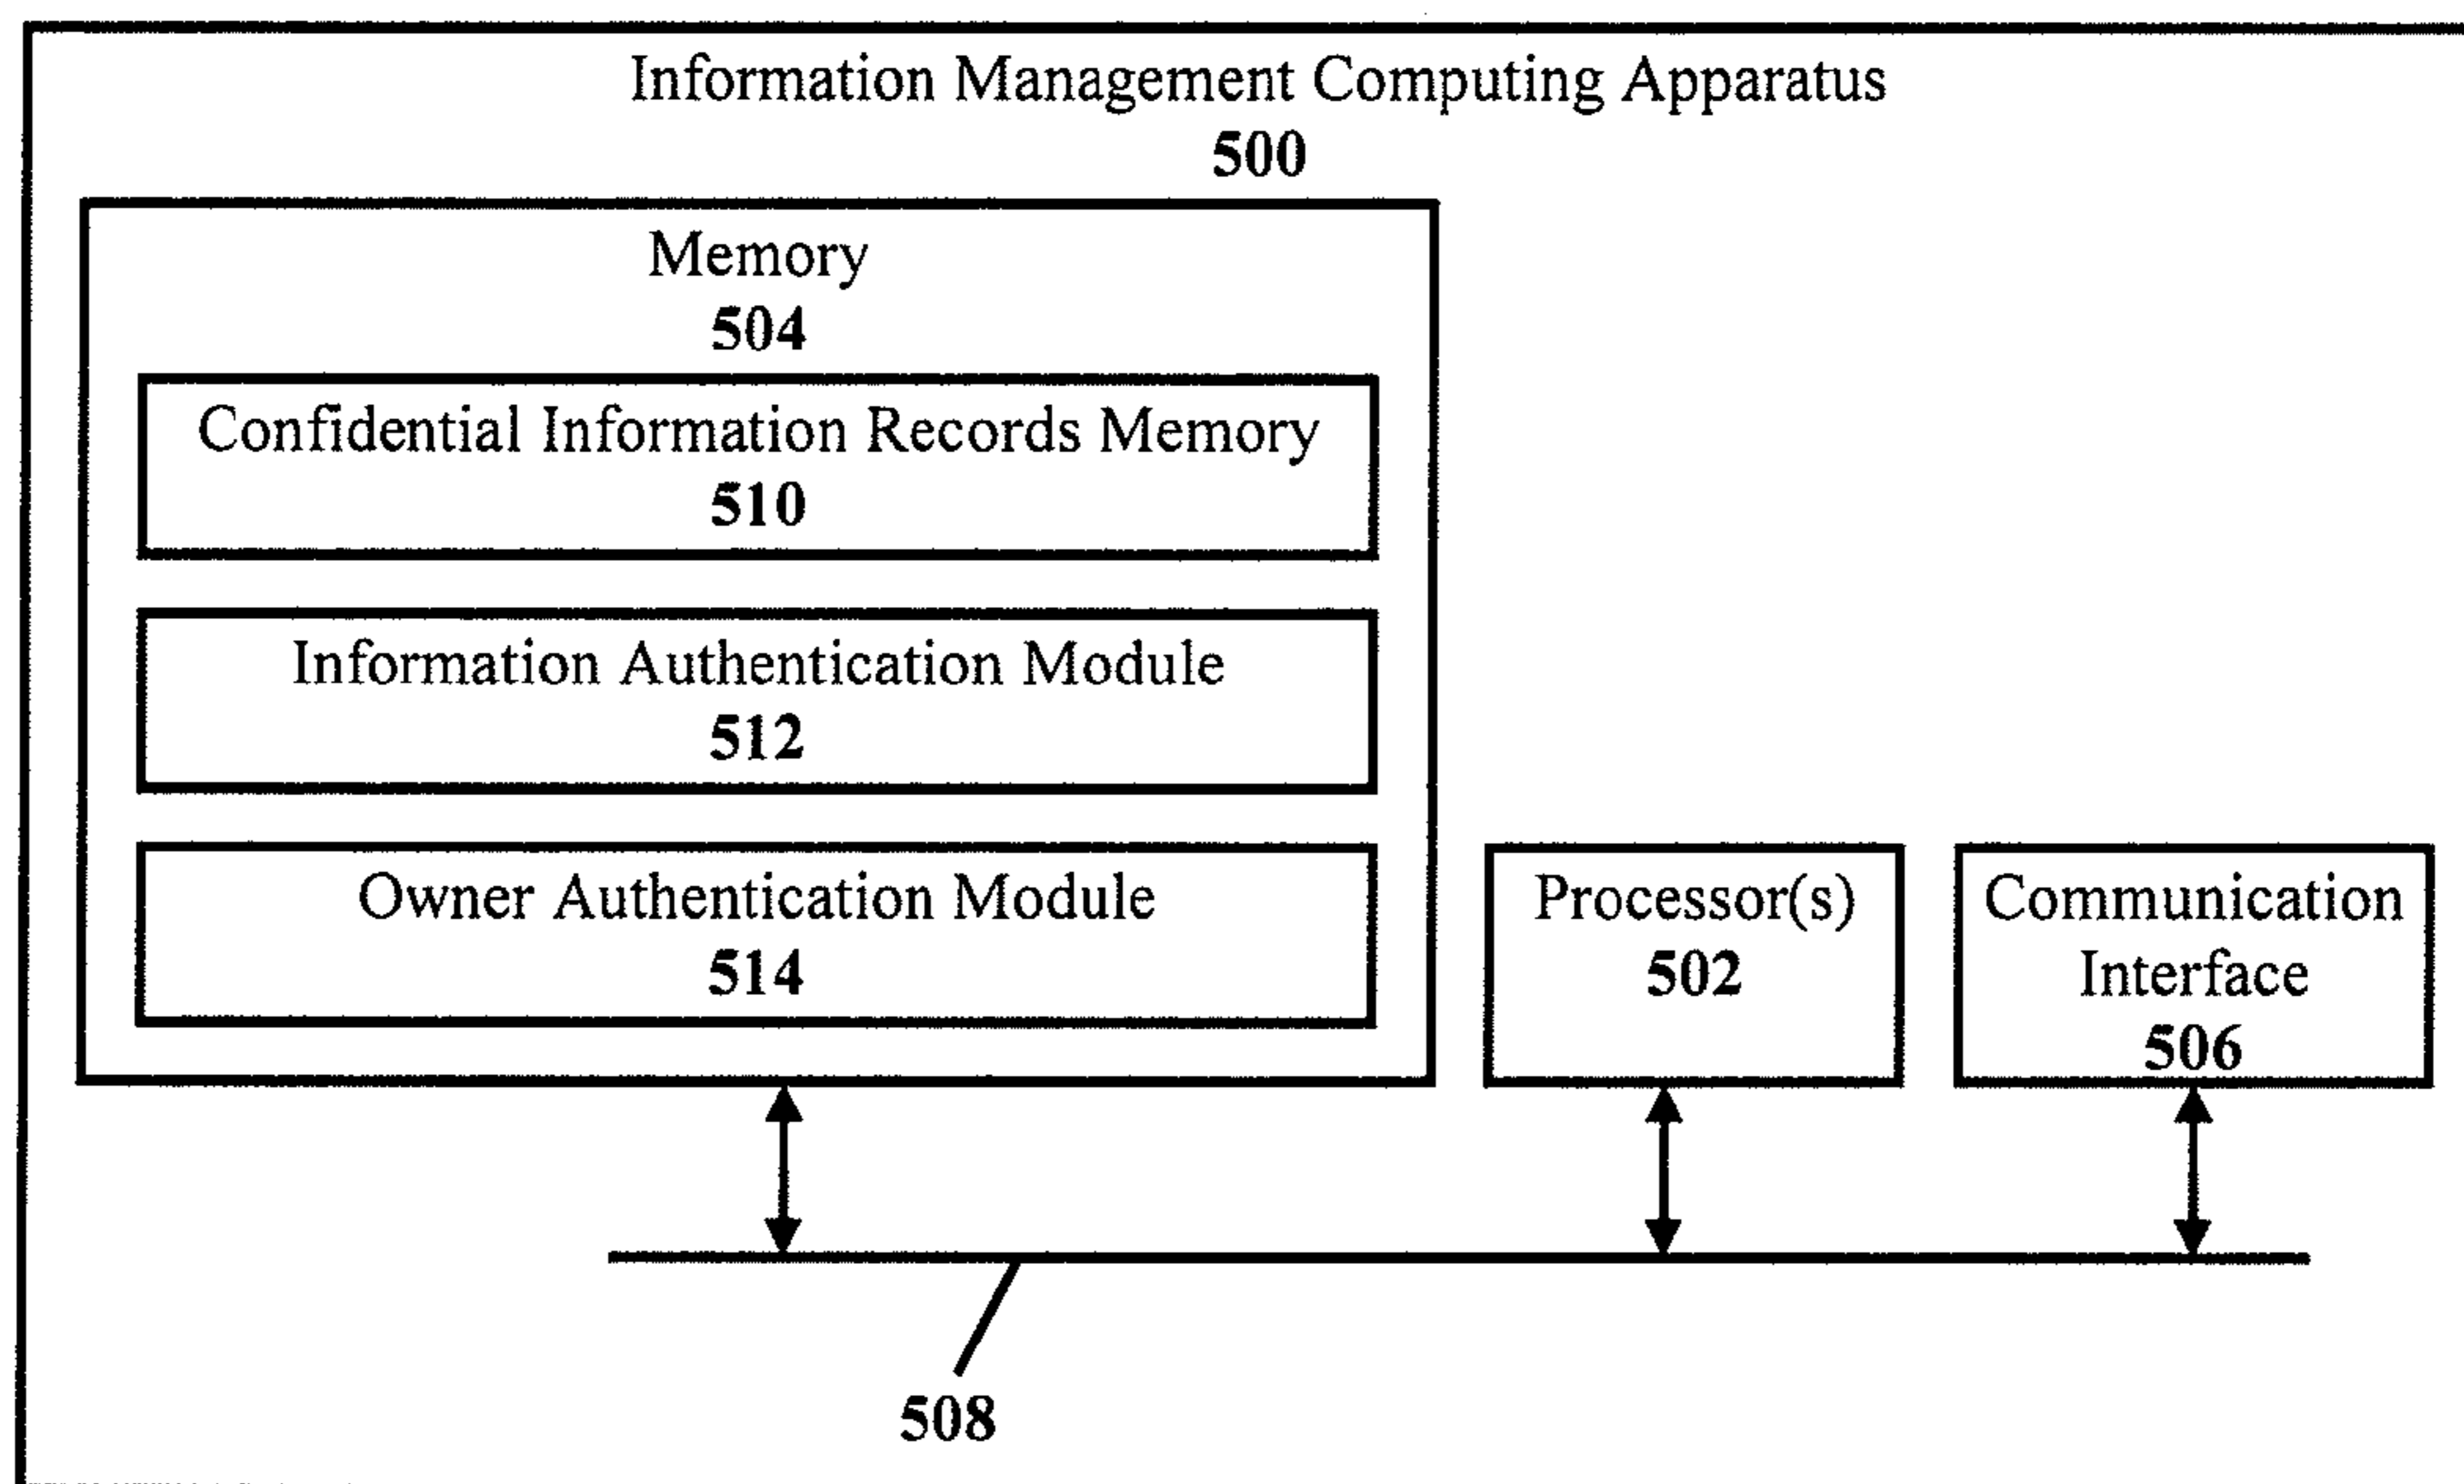 Information Management Computing Apparatus
500
Memory
504
Confidential Information Records Memory
510
Information Authentication Module
512
Owner Authentication Module
514
Processor(s)
502
Communication
Interface
506
508